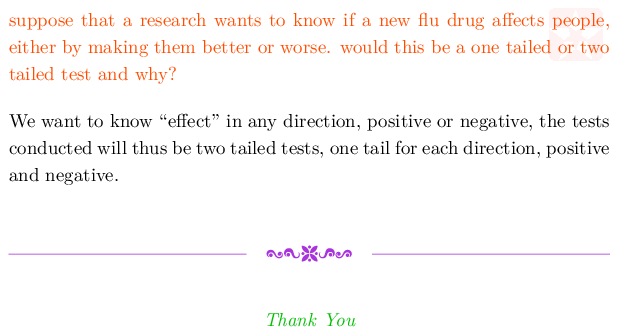 suppose that a research wants to know if a new flu drug affects people,
either by making them better or worse. would this be a one tailed or two
tailed test and why?
We want to know “effect” in any direction, positive or negative, the tests
conducted will thus be two tailed tests, one tail for each direction, positive
and negative.
Thank You